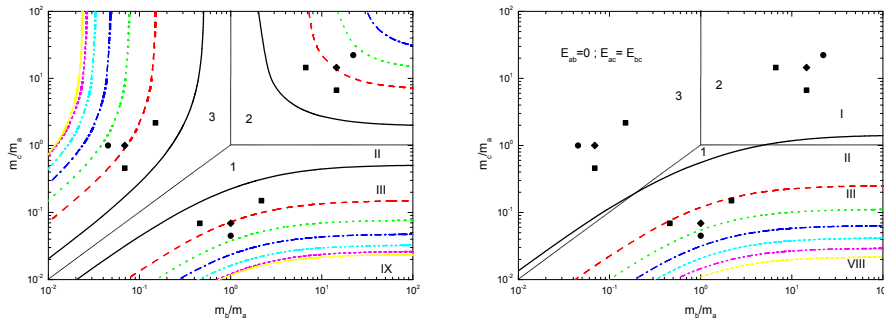 10²
10¹
10⁰
10⁻¹
10⁻²
m_c/m_a
3
2
1
II
III
IX
10⁻²
10⁻¹
10⁰
10¹
10²
m_b/m_a
10²
10¹
10⁰
10⁻¹
10⁻²
m_c/m_a
E_ab=0 ; E_ac= E_bc
3
2
1
I
II
III
VIII
10⁻²
10⁻¹
10⁰
10¹
10²
m_b/m_a